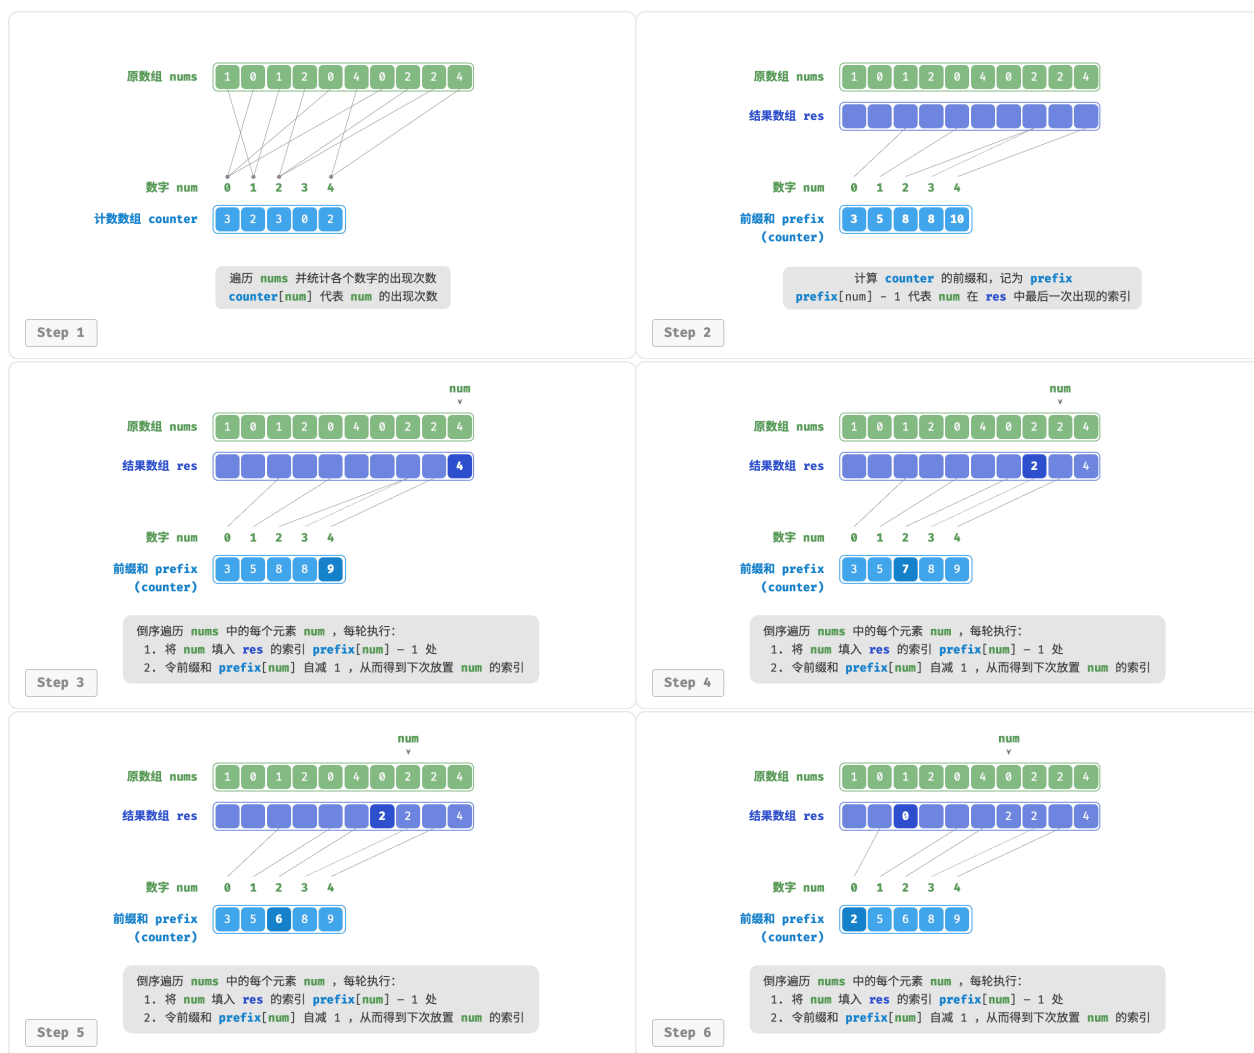 原数组 nums 1 0 1 2 0 4 0 2 2 4
数字 num 0 1 2 3 4
计数数组 counter 3 2 3 0 2
遍历 nums 并统计各个数字的出现次数
counter[num] 代表 num 的出现次数
Step 1
原数组 nums 1 0 1 2 0 4 0 2 2 4
结果数组 res
数字 num 0 1 2 3 4
前缀和 prefix 3 5 8 8 10
(counter)
计算 counter 的前缀和，记为 prefix
prefix[num] - 1 代表 num 在 res 中最后一次出现的索引
Step 2
num
原数组 nums 1 0 1 2 0 4 0 2 2 4
结果数组 res 4
数字 num 0 1 2 3 4
前缀和 prefix 3 5 8 8 9
(counter)
倒序遍历 nums 中的每个元素 num ，每轮执行：
1. 将 num 填入 res 的索引 prefix[num] – 1 处
2. 令前缀和 prefix[num] 自减 1 ，从而得到下次放置 num 的索引
Step 3
num
原数组 nums 1 0 1 2 0 4 0 2 2 4
结果数组 res 2 4
数字 num 0 1 2 3 4
前缀和 prefix 3 5 7 8 9
(counter)
倒序遍历 nums 中的每个元素 num ，每轮执行：
1. 将 num 填入 res 的索引 prefix[num] – 1 处
2. 令前缀和 prefix[num] 自减 1 ，从而得到下次放置 num 的索引
Step 4
num
原数组 nums 1 0 1 2 0 4 0 2 2 4
结果数组 res 2 2 4
数字 num 0 1 2 3 4
前缀和 prefix 3 5 6 8 9
(counter)
倒序遍历 nums 中的每个元素 num ，每轮执行：
1. 将 num 填入 res 的索引 prefix[num] – 1 处
2. 令前缀和 prefix[num] 自减 1 ，从而得到下次放置 num 的索引
Step 5
num
原数组 nums 1 0 1 2 0 4 0 2 2 4
结果数组 res 0 2 2 4
数字 num 0 1 2 3 4
前缀和 prefix 2 5 6 8 9
(counter)
倒序遍历 nums 中的每个元素 num ，每轮执行：
1. 将 num 填入 res 的索引 prefix[num] – 1 处
2. 令前缀和 prefix[num] 自减 1 ，从而得到下次放置 num 的索引
Step 6